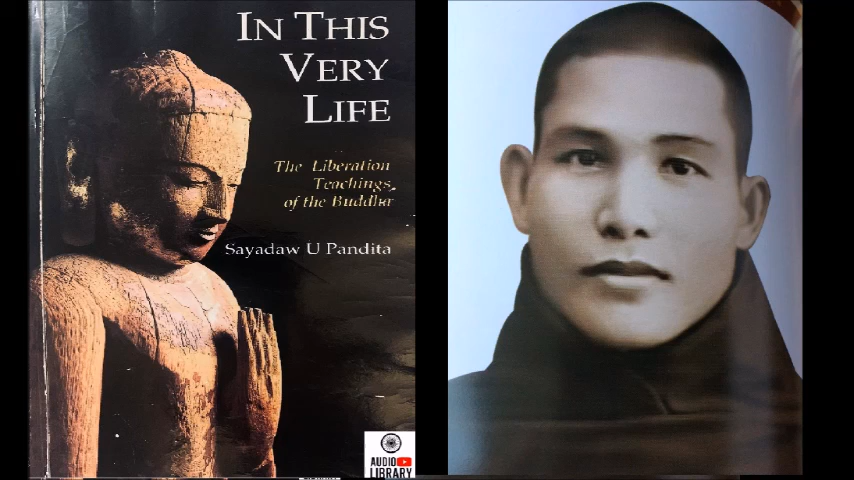 IN THIS
VERY
LIFE
The Liberation
Teachings
of the Buddha
Sayadaw U Pandita
AUDIO
LIBRARY